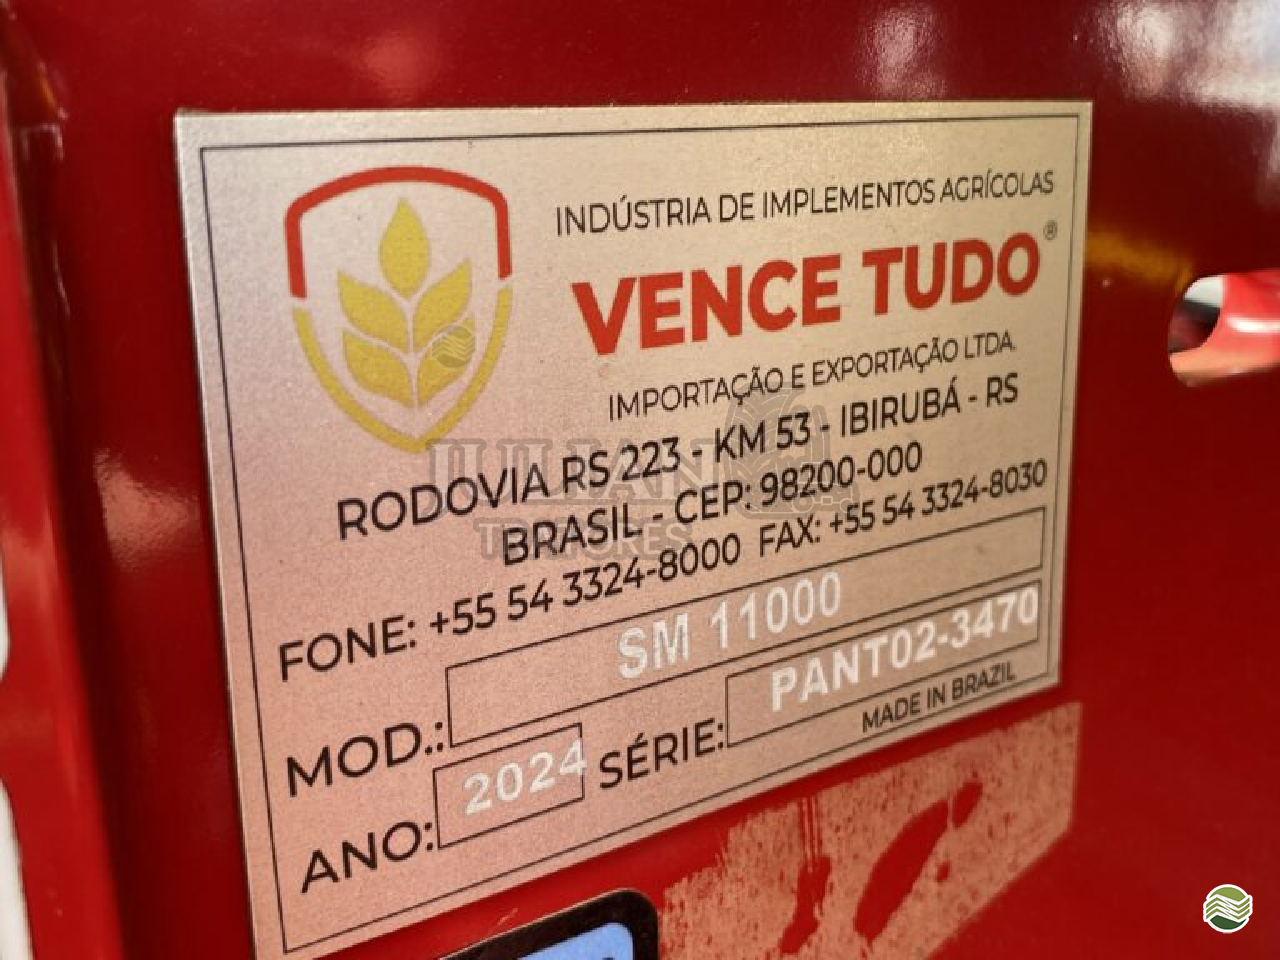 INDÚSTRIA DE IMPLEMENTOS AGRÍCOLAS
VENCE TUDO®
IMPORTAÇÃO E EXPORTAÇÃO LTDA.
RODOVIA RS 223 - KM 53 - IBIRUBÁ - RS
BRASIL - CEP: 98200-000
FONE: +55 54 3324-8000 FAX: +55 54 3324-8030
MOD.: SM 11000
ANO: 2024 SÉRIE: PANT02-3470
MADE IN BRAZIL